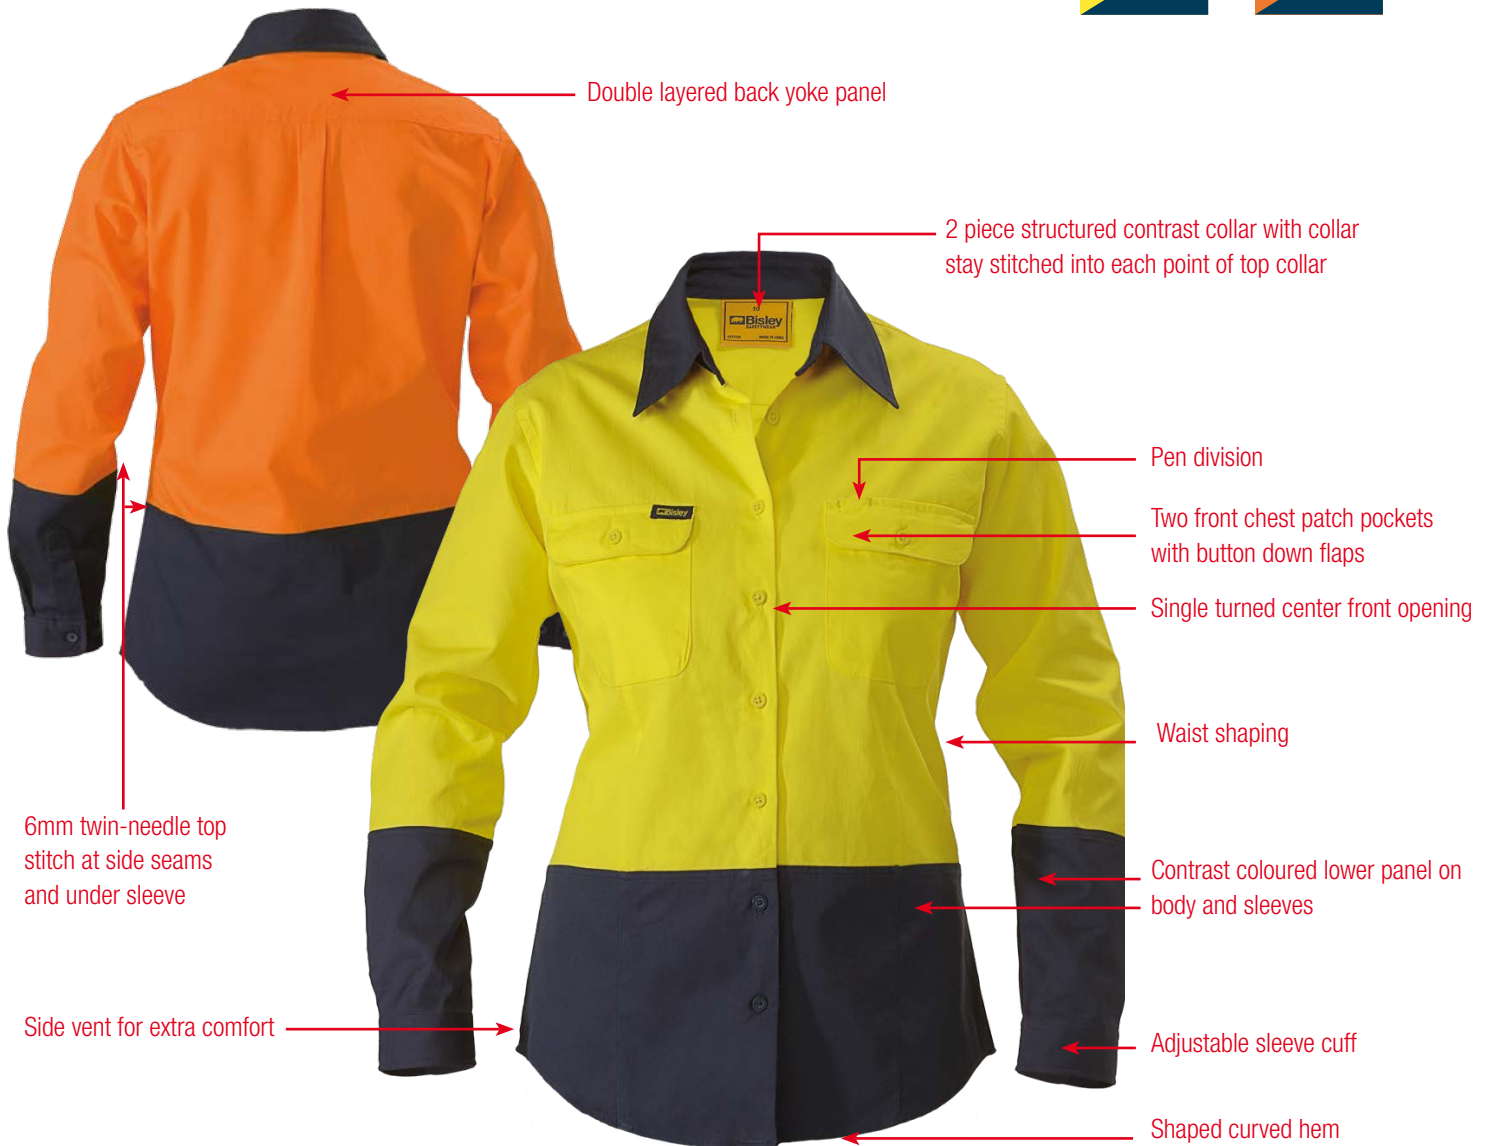 Double layered back yoke panel
2 piece structured contrast collar with collar
stay stitched into each point of top collar
Bisley
SAFETYWEAR
Pen division
Bisley
Two front chest patch pockets
with button down flaps
Single turned center front opening
Waist shaping
6mm twin-needle top
stitch at side seams
and under sleeve
Contrast coloured lower panel on
body and sleeves
Side vent for extra comfort
Adjustable sleeve cuff
Shaped curved hem